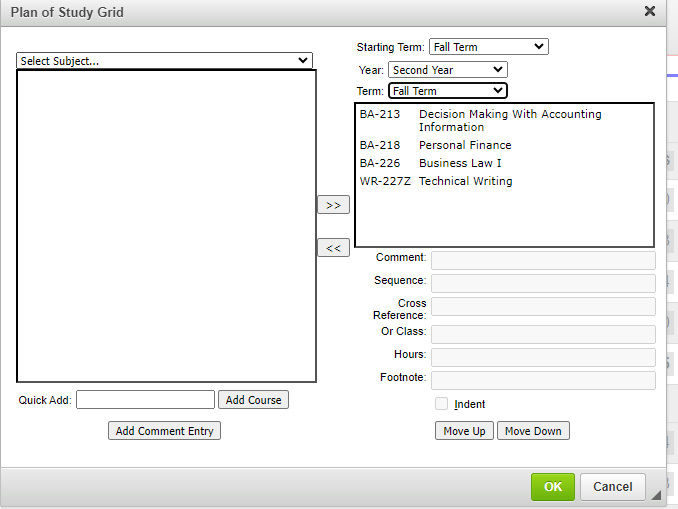 Plan of Study Grid
Select Subject...
Starting Term: Fall Term
Year: Second Year
Term: Fall Term
BA-213 Decision Making With Accounting
Information
BA-218 Personal Finance
BA-226 Business Law I
WR-227Z Technical Writing
>>
<<
Comment:
Sequence:
Cross
Reference:
Or Class:
Hours:
Footnote:
Indent
Quick Add: Add Course
Add Comment Entry
Move Up Move Down
OK Cancel